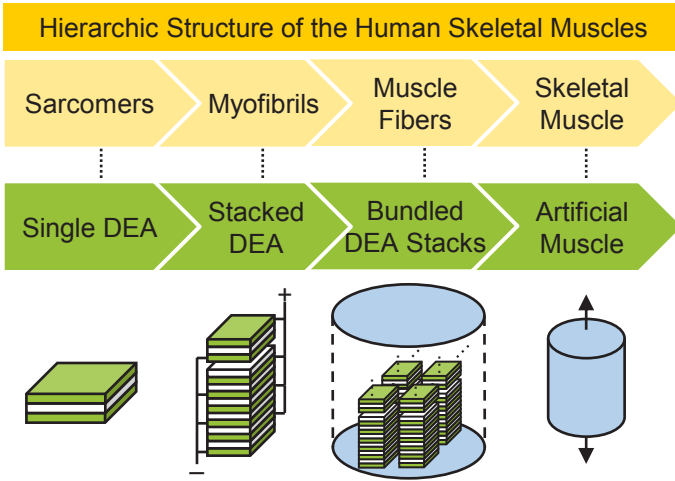 Hierarchic Structure of the Human Skeletal Muscles
Sarcomers
Myofibrils
Muscle
Fibers
Skeletal
Muscle
Single DEA
Stacked
DEA
Bundled
DEA Stacks
Artificial
Muscle
+
−